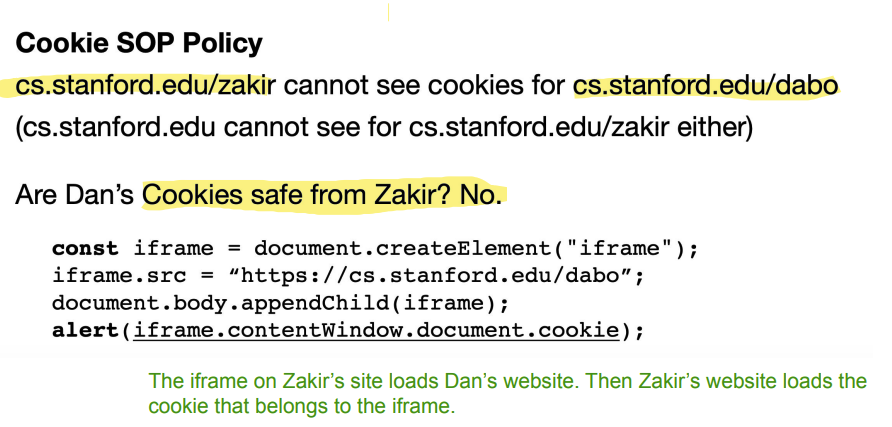 Cookie SOP Policy
cs.stanford.edu/zakir cannot see cookies for cs.stanford.edu/dabo
(cs.stanford.edu cannot see for cs.stanford.edu/zakir either)
Are Dan’s Cookies safe from Zakir? No.
const iframe = document.createElement("iframe");
iframe.src = “https://cs.stanford.edu/dabo”;
document.body.appendChild(iframe);
alert(iframe.contentWindow.document.cookie);
The iframe on Zakir’s site loads Dan’s website. Then Zakir’s website loads the
cookie that belongs to the iframe.